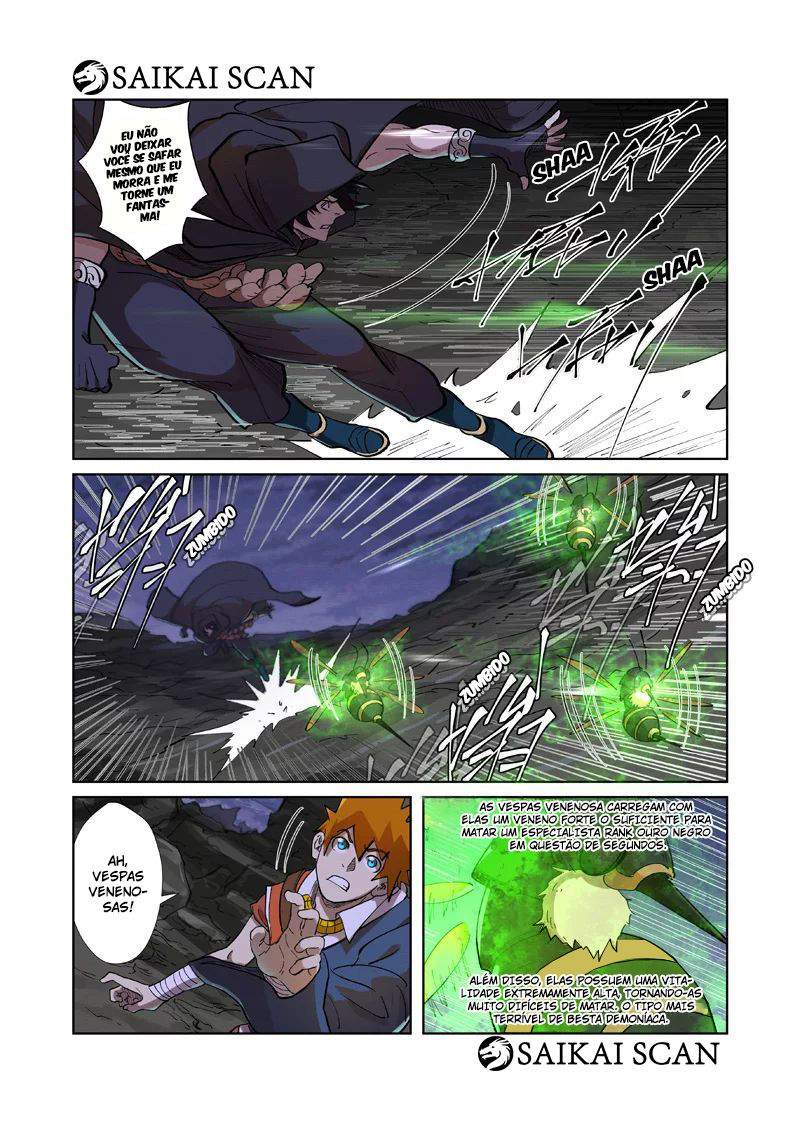 SAIKAI SCAN
EU NÃO
VOU DEIXAR
VOCÊ SE SAFAR
MESMO QUE EU
MORRA E ME
TORNE UM
FANTAS-
MA!
SHAA
SHAA
ZUMBIDO
ZUMBIDO
ZUMBIDO
AH,
VESPAS
VENENO-
SAS!
AS VESPAS VENENOSA CARREGAM COM
ELAS UM VENENO FORTE O SUFICIENTE PARA
MATAR UM ESPECIALISTA RANK OURO NEGRO
EM QUESTÃO DE SEGUNDOS.
ALÉM DISSO, ELAS POSSUEM UMA VITA-
LIDADE EXTREMAMENTE ALTA, TORNANDO-AS
MUITO DIFÍCEIS DE MATAR. O TIPO MAIS
TERRÍVEL DE BESTA DEMONÍACA.
SAIKAI SCAN